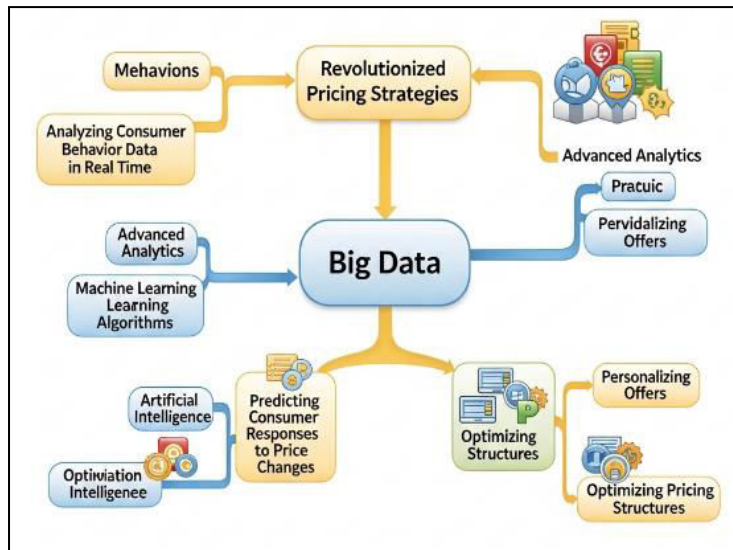 Mehavions
Revolutionized
Pricing Strategies
Analyzing Consumer
Behavior Data
in Real Time
Advanced Analytics
Pratuic
Pervidalizing
Offers
Advanced
Analytics
Big Data
Machine Learning
Learning
Algorithms
Artificial
Intelligence
Predicting
Consumer
Responses
to Price
Changes
P
Optimizing
Structures
Personalizing
Offers
Optiviation
Intelligenee
Optimizing Pricing
Structures